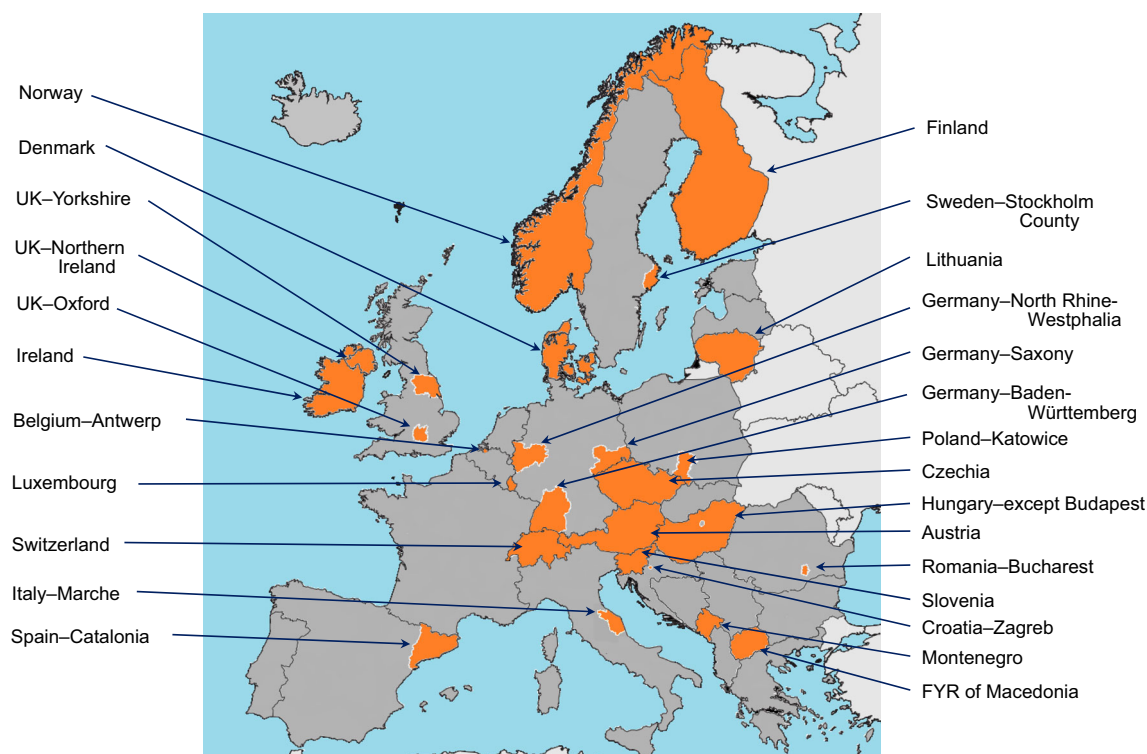 Norway
Denmark
UK–Yorkshire
UK–Northern
Ireland
UK–Oxford
Ireland
Belgium–Antwerp
Luxembourg
Switzerland
Italy–Marche
Spain–Catalonia
Finland
Sweden–Stockholm
County
Lithuania
Germany–North Rhine-
Westphalia
Germany–Saxony
Germany–Baden-
Württemberg
Poland–Katowice
Czechia
Hungary–except Budapest
Austria
Romania–Bucharest
Slovenia
Croatia–Zagreb
Montenegro
FYR of Macedonia